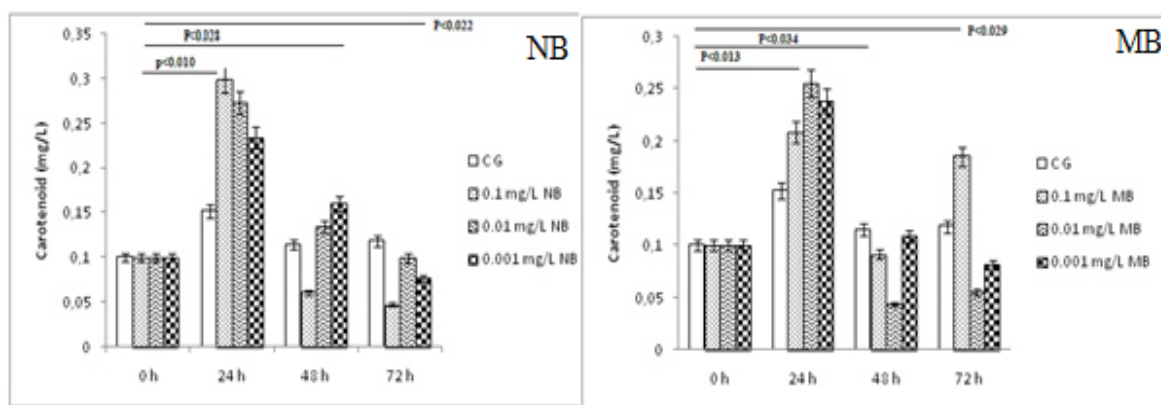 P<0.022
P<0.028
p<0.010
NB
Carotenoid (mg/L)
0,35
0,3
0,25
0,2
0,15
0,1
0,05
0
0 h
24 h
48 h
72 h
CG
0.1 mg/L NB
0.01 mg/L NB
0.001 mg/L NB
P<0.029
P<0.034
P<0.013
MB
Carotenoid (mg/L)
0,3
0,25
0,2
0,15
0,1
0,05
0
0 h
24 h
48 h
72 h
CG
0.1 mg/L MB
0.01 mg/L MB
0.001 mg/L MB